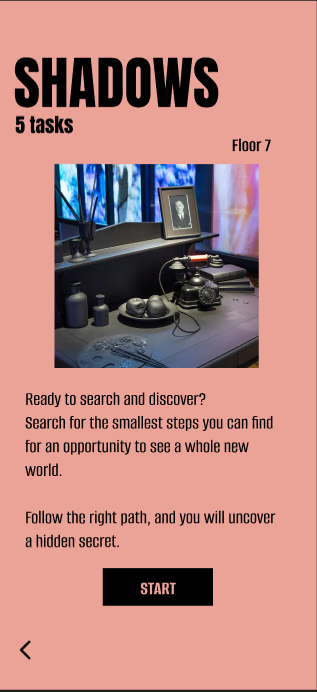 SHADOWS
5 tasks
Floor 7
Ready to search and discover?
Search for the smallest steps you can find
for an opportunity to see a whole new
world.
Follow the right path, and you will uncover
a hidden secret.
START